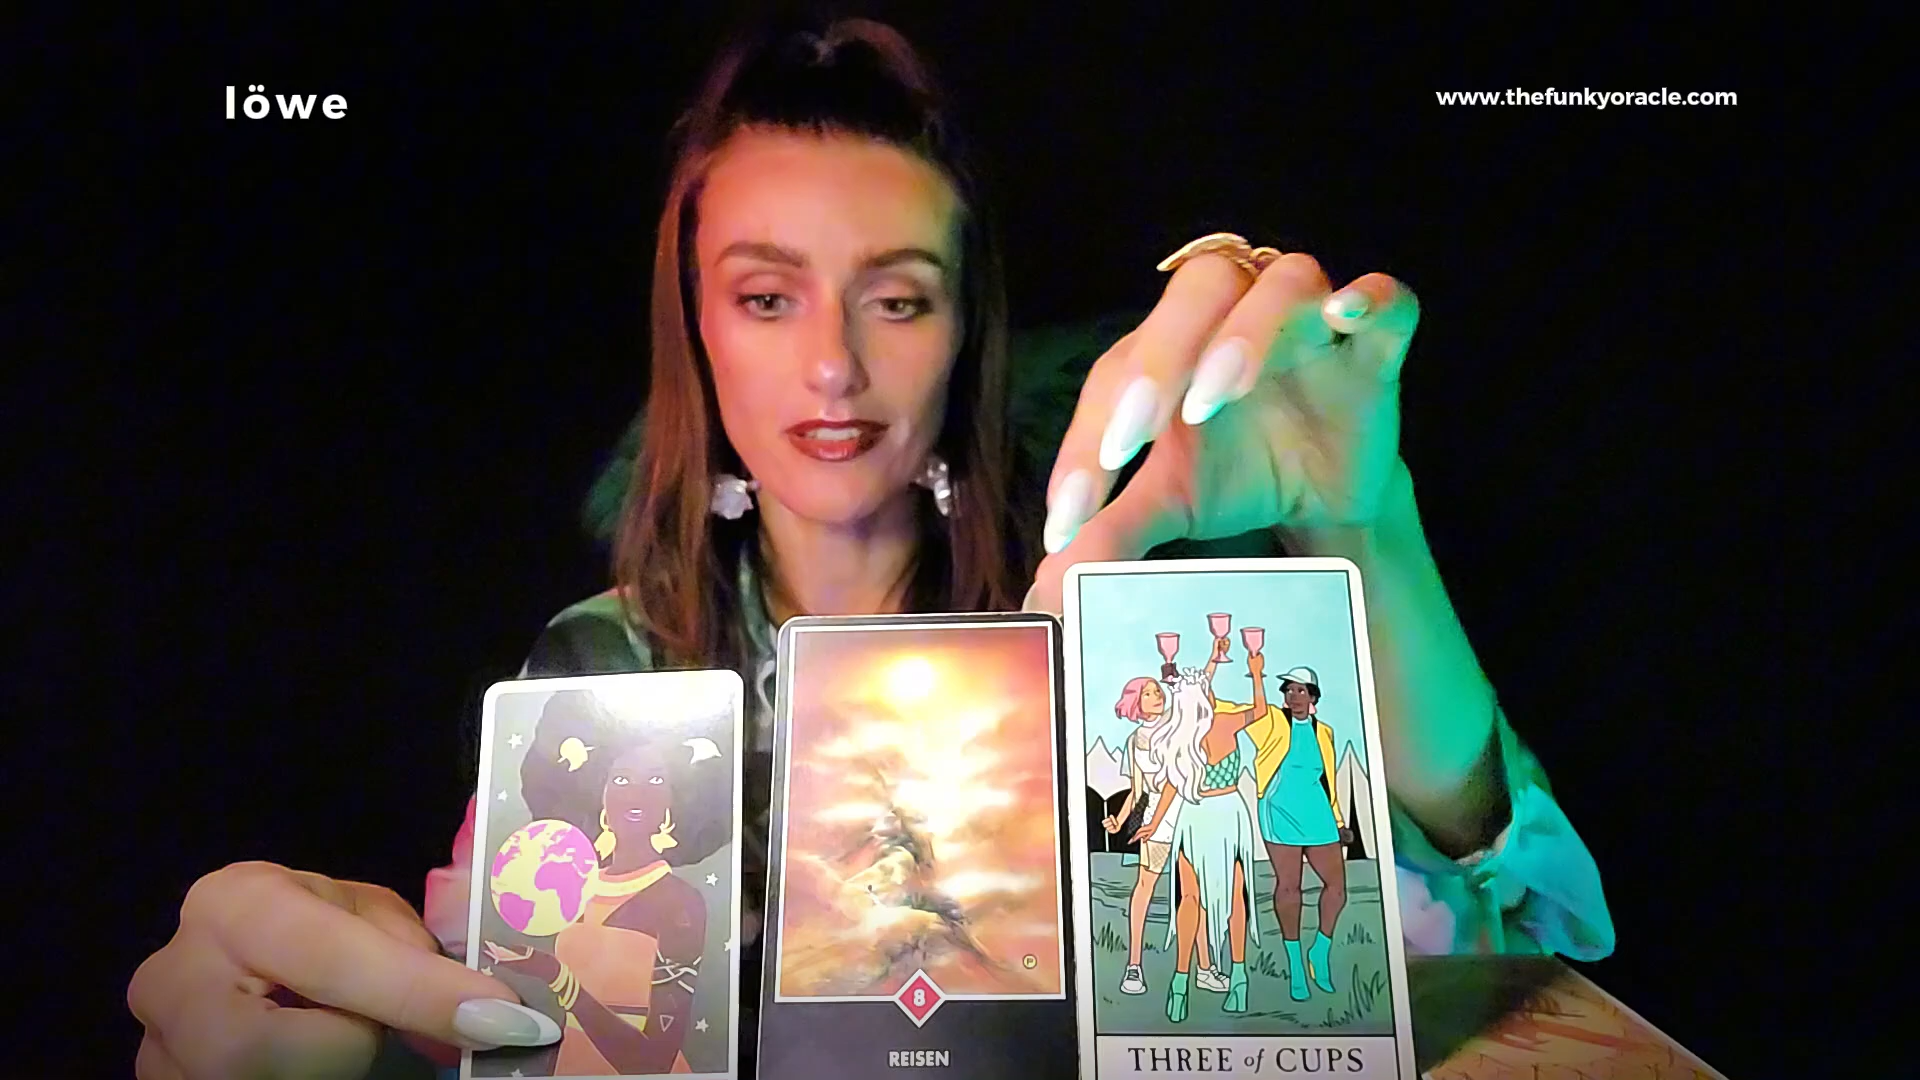 löwe
www.thefunkyoracle.com
8
REISEN
THREE of CUPS